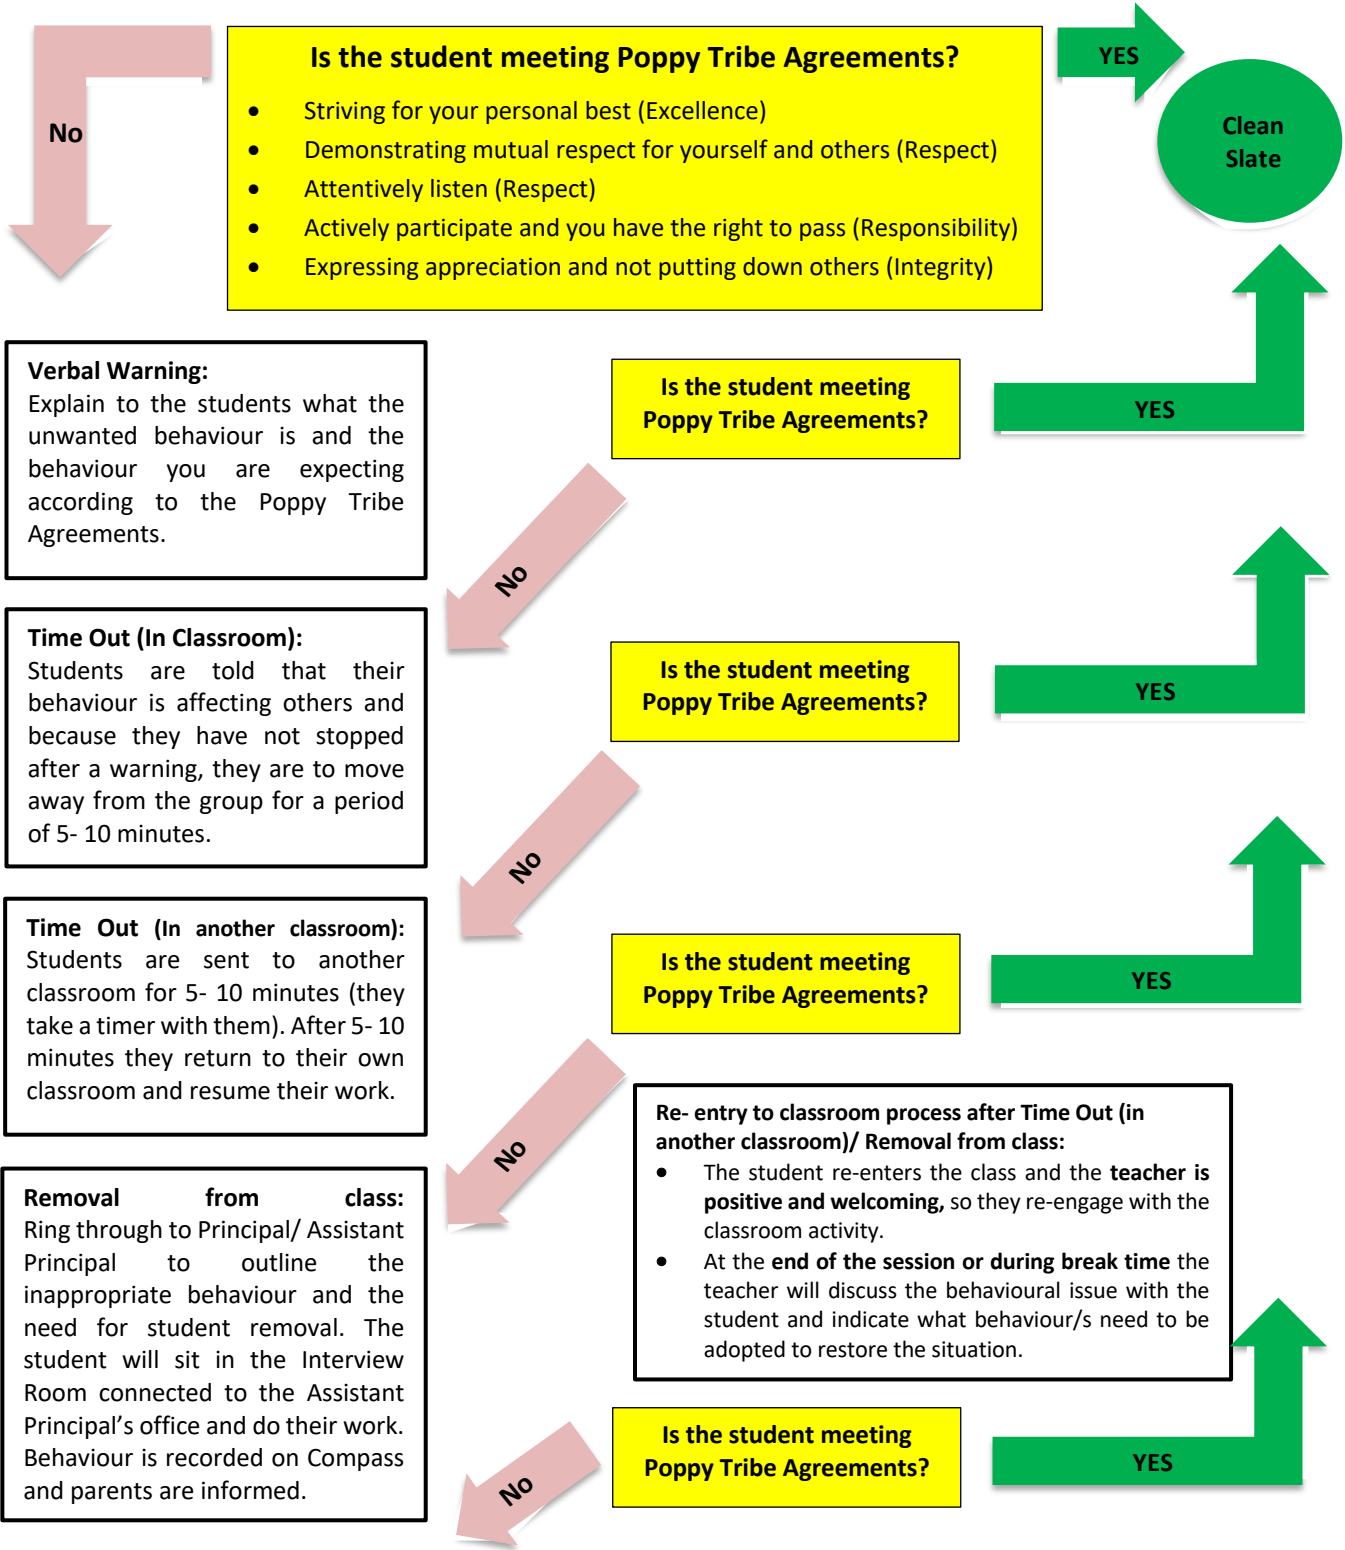 Is the student meeting Poppy Tribe Agreements?
• Striving for your personal best (Excellence)
• Demonstrating mutual respect for yourself and others (Respect)
• Attentively listen (Respect)
• Actively participate and you have the right to pass (Responsibility)
• Expressing appreciation and not putting down others (Integrity)
YES
Clean
Slate
No
Verbal Warning:
Explain to the students what the
unwanted behaviour is and the
behaviour you are expecting
according to the Poppy Tribe
Agreements.
Is the student meeting
Poppy Tribe Agreements?
YES
No
Time Out (In Classroom):
Students are told that their
behaviour is affecting others and
because they have not stopped
after a warning, they are to move
away from the group for a period
of 5- 10 minutes.
Is the student meeting
Poppy Tribe Agreements?
YES
No
Time Out (In another classroom):
Students are sent to another
classroom for 5- 10 minutes (they
take a timer with them). After 5- 10
minutes they return to their own
classroom and resume their work.
Is the student meeting
Poppy Tribe Agreements?
YES
No
Re- entry to classroom process after Time Out (in
another classroom)/ Removal from class:
• The student re-enters the class and the teacher is
positive and welcoming, so they re-engage with the
classroom activity.
• At the end of the session or during break time the
teacher will discuss the behavioural issue with the
student and indicate what behaviour/s need to be
adopted to restore the situation.
Removal from class:
Ring through to Principal/ Assistant
Principal to outline the
inappropriate behaviour and the
need for student removal. The
student will sit in the Interview
Room connected to the Assistant
Principal’s office and do their work.
Behaviour is recorded on Compass
and parents are informed.
Is the student meeting
Poppy Tribe Agreements?
YES
No